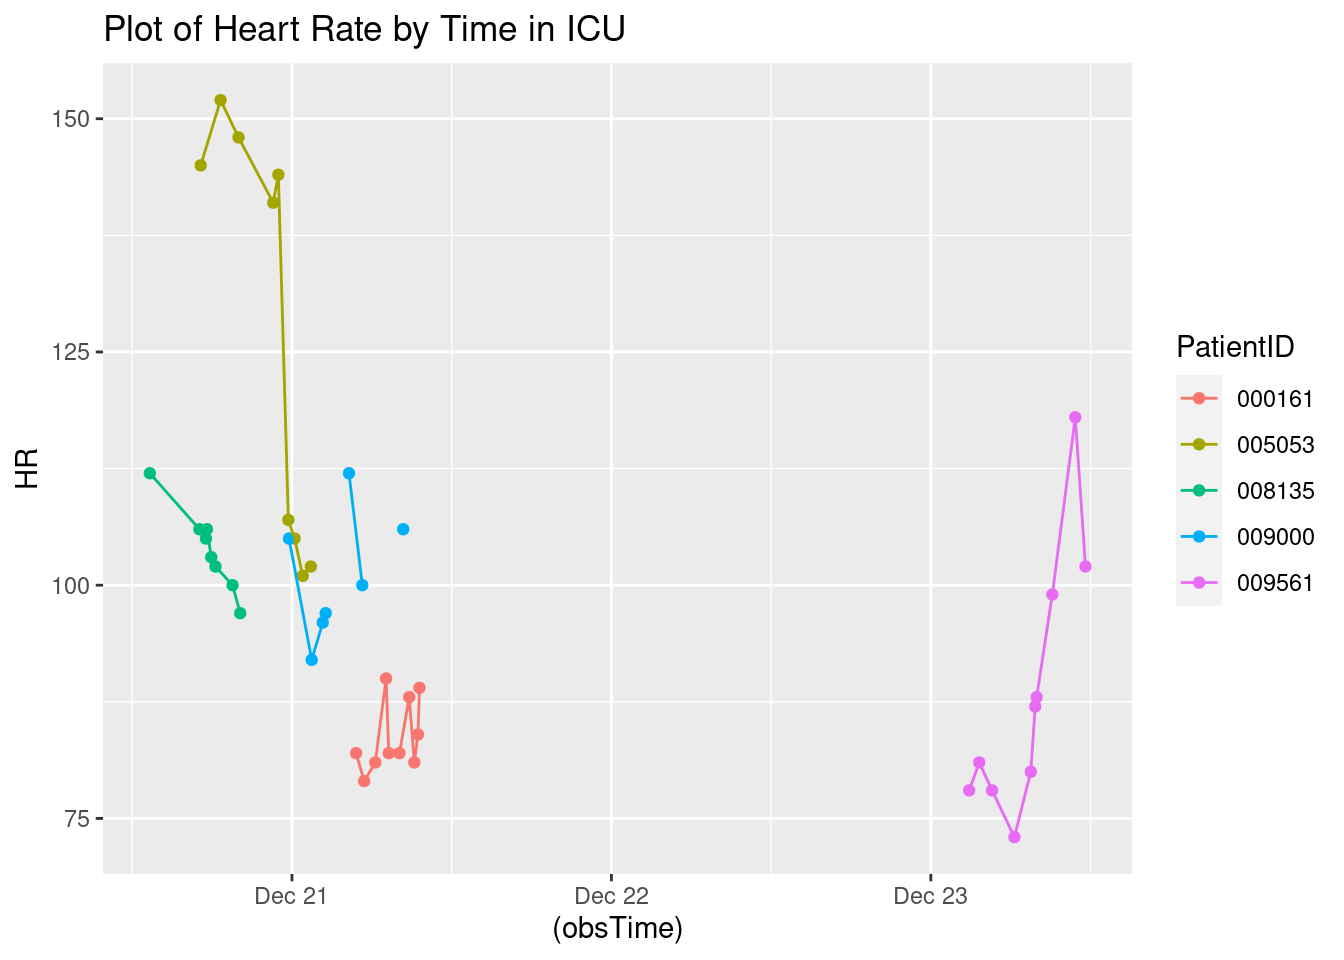 Plot of Heart Rate by Time in ICU
150
125
100
75
HR
Dec 21
Dec 22
Dec 23
(obsTime)
PatientID
000161
005053
008135
009000
009561